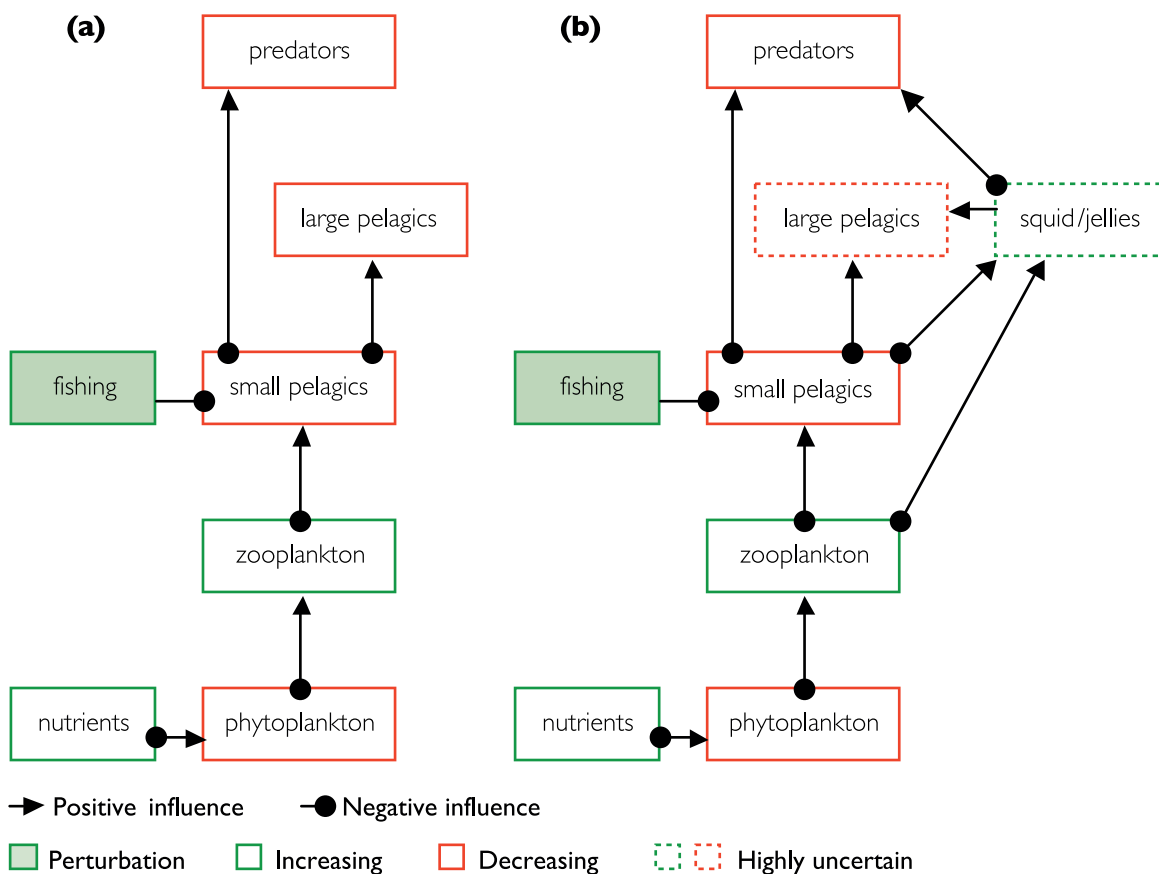 (a)
predators
large pelagics
fishing
small pelagics
zooplankton
nutrients
phytoplankton
(b)
predators
large pelagics
squid/jellies
fishing
small pelagics
zooplankton
nutrients
phytoplankton
Positive influence
Negative influence
Perturbation
Increasing
Decreasing
Highly uncertain